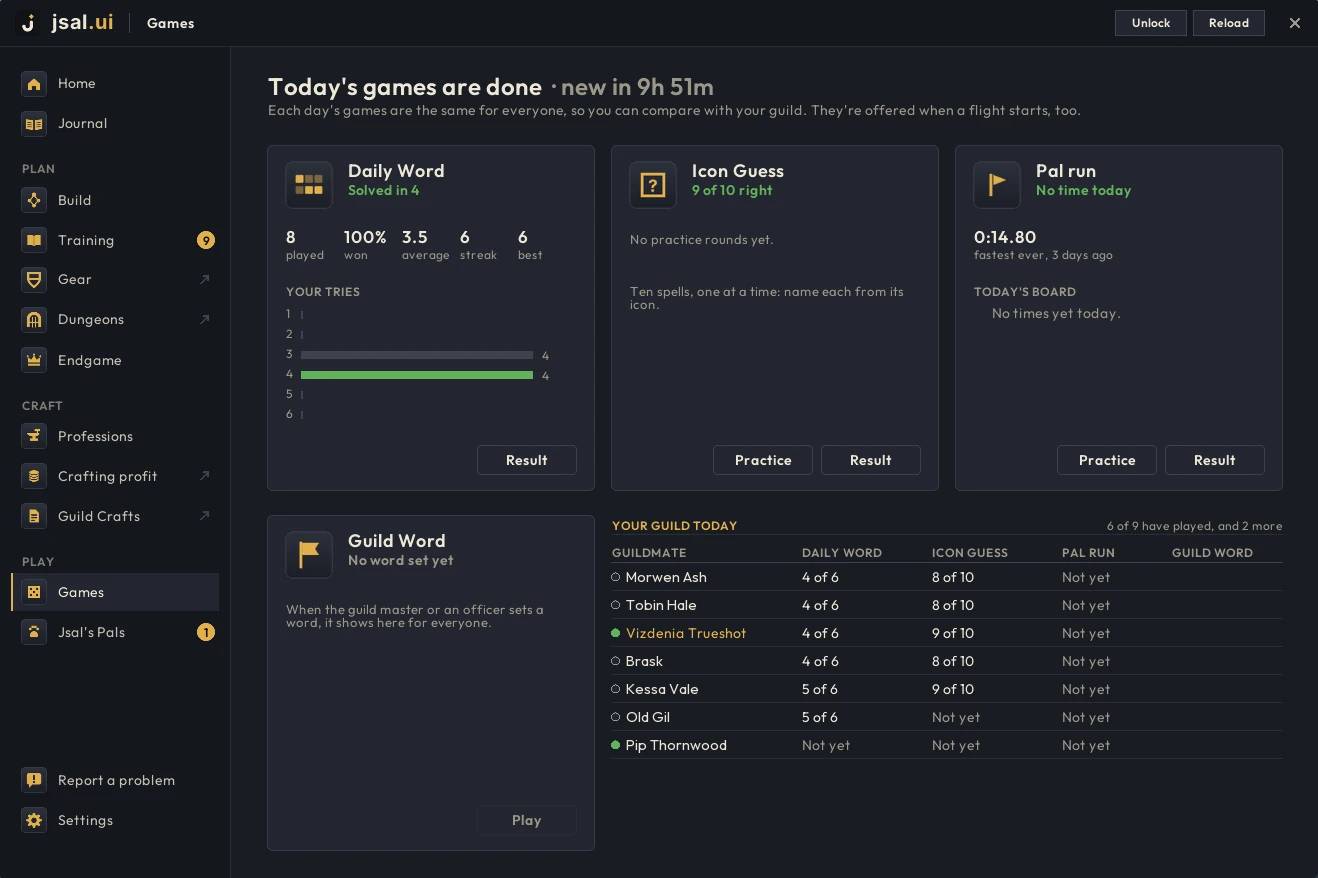 jsal.ui
Games
Unlock
Reload
Home
Journal
PLAN
Build
Training
9
Gear
Dungeons
Endgame
CRAFT
Professions
Crafting profit
Guild Crafts
PLAY
Games
Jsal's Pals
1
Report a problem
Settings
Today's games are done · new in 9h 51m
Each day's games are the same for everyone, so you can compare with your guild. They're offered when a flight starts, too.
Daily Word
Solved in 4
8 100% 3.5 6 6
played won average streak best
YOUR TRIES
1
2
3 4
4 4
5
6
Result
?
Icon Guess
9 of 10 right
No practice rounds yet.
Ten spells, one at a time: name each from its
icon.
Practice
Result
Pal run
No time today
0:14.80
fastest ever, 3 days ago
TODAY'S BOARD
No times yet today.
Practice
Result
Guild Word
No word set yet
When the guild master or an officer sets a
word, it shows here for everyone.
Play
YOUR GUILD TODAY 6 of 9 have played, and 2 more
GUILDMATE DAILY WORD ICON GUESS PAL RUN GUILD WORD
Morwen Ash 4 of 6 8 of 10 Not yet
Tobin Hale 4 of 6 8 of 10 Not yet
Vizdenia Trueshot 4 of 6 9 of 10 Not yet
Brask 4 of 6 8 of 10 Not yet
Kessa Vale 5 of 6 9 of 10 Not yet
Old Gil 5 of 6 Not yet Not yet
Pip Thornwood Not yet Not yet Not yet